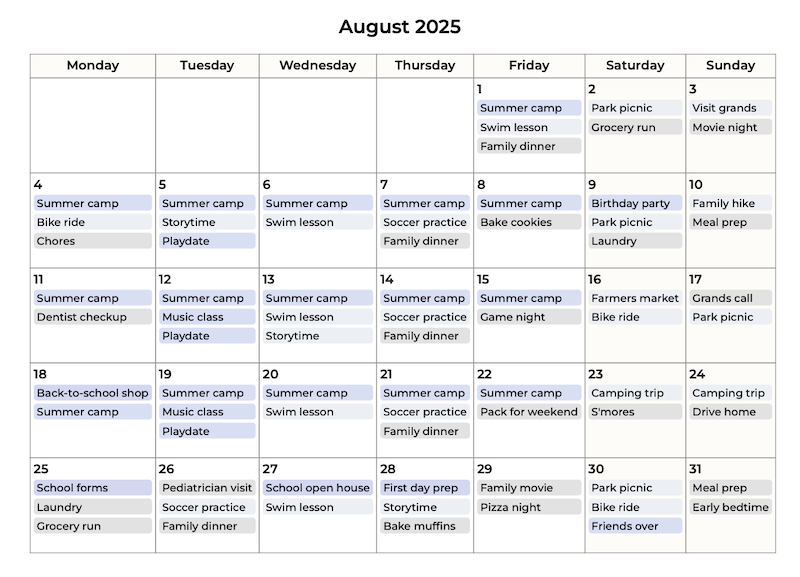 August 2025
Monday Tuesday Wednesday Thursday Friday Saturday Sunday
1 2 3
Summer camp Park picnic Visit grands
Swim lesson Grocery run Movie night
Family dinner
4 5 6 7 8 9 10
Summer camp Summer camp Summer camp Summer camp Summer camp Birthday party Family hike
Bike ride Storytime Swim lesson Soccer practice Bake cookies Park picnic Meal prep
Chores Playdate Family dinner Laundry
11 12 13 14 15 16 17
Summer camp Summer camp Summer camp Summer camp Summer camp Farmers market Grands call
Dentist checkup Music class Swim lesson Soccer practice Game night Bike ride Park picnic
Playdate Storytime Family dinner
18 19 20 21 22 23 24
Back-to-school shop Summer camp Summer camp Summer camp Summer camp Camping trip Camping trip
Summer camp Music class Swim lesson Soccer practice Pack for weekend S'mores Drive home
Playdate Family dinner
25 26 27 28 29 30 31
School forms Pediatrician visit School open house First day prep Family movie Park picnic Meal prep
Laundry Soccer practice Swim lesson Storytime Pizza night Bike ride Early bedtime
Grocery run Family dinner Bake muffins Friends over